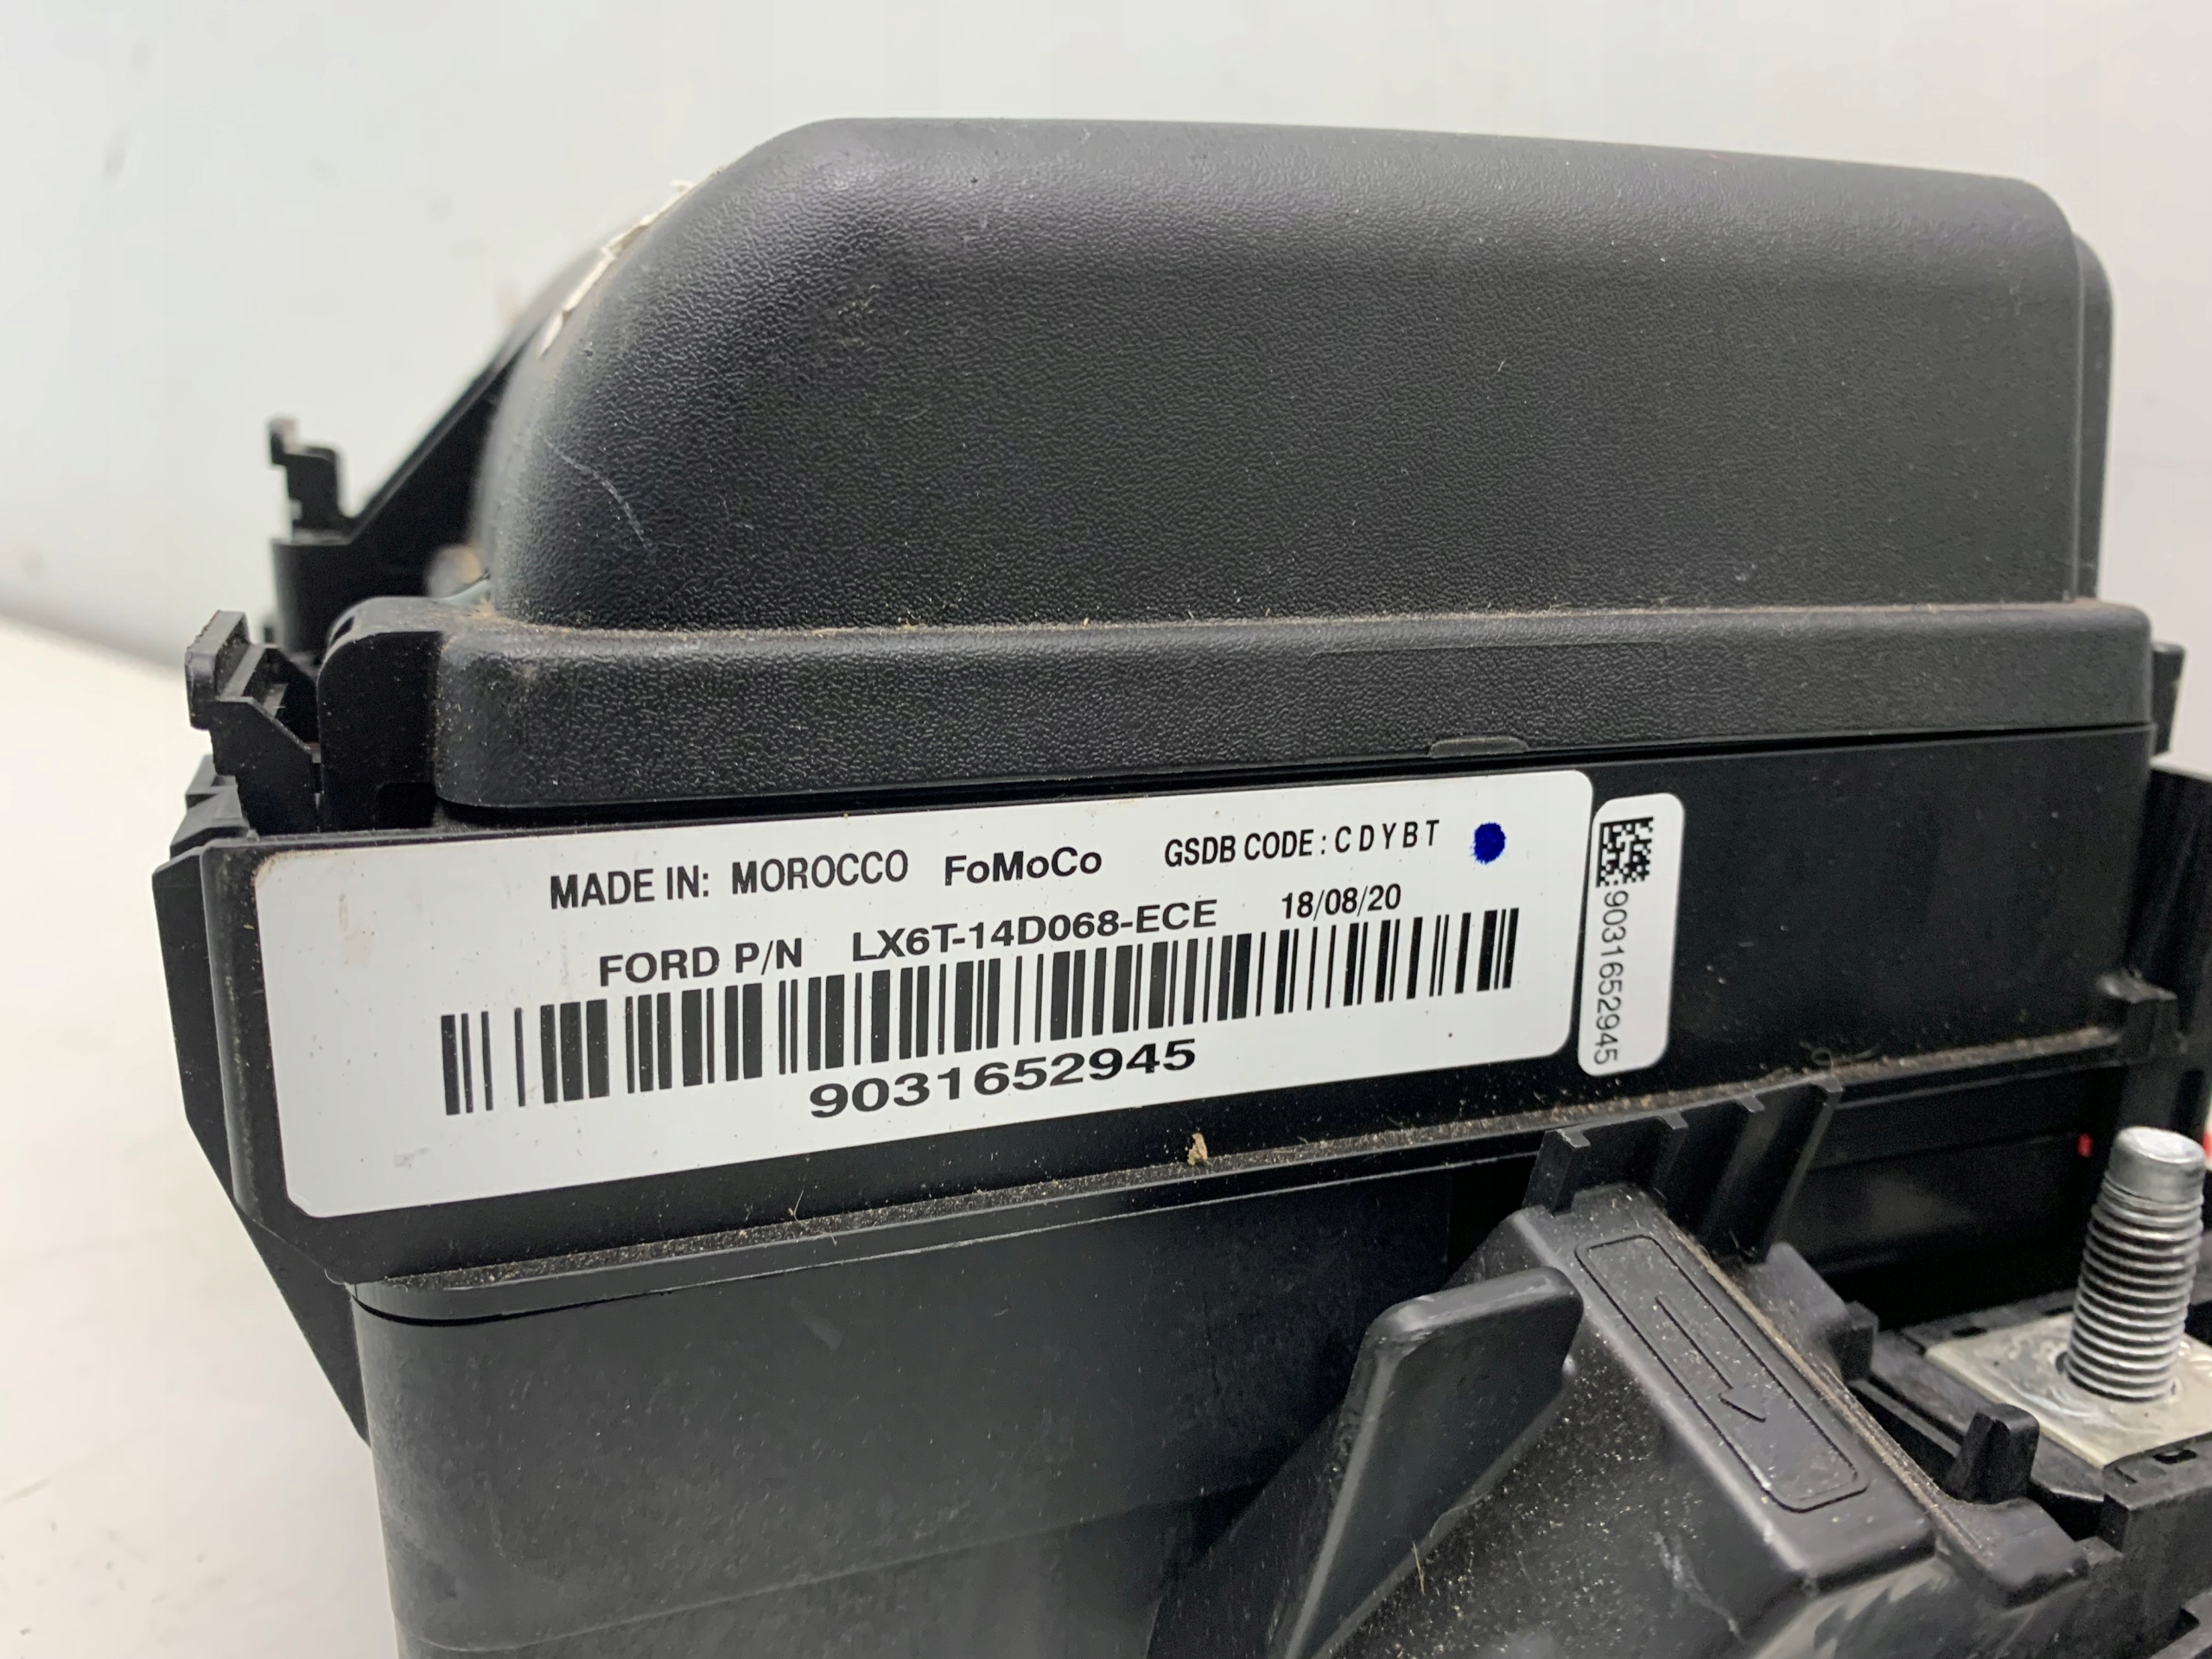 MADE IN: MOROCCO FoMoCo GSDB CODE : C D Y B T
FORD P/N LX6T-14D068-ECE 18/08/20
9031652945
9031652945